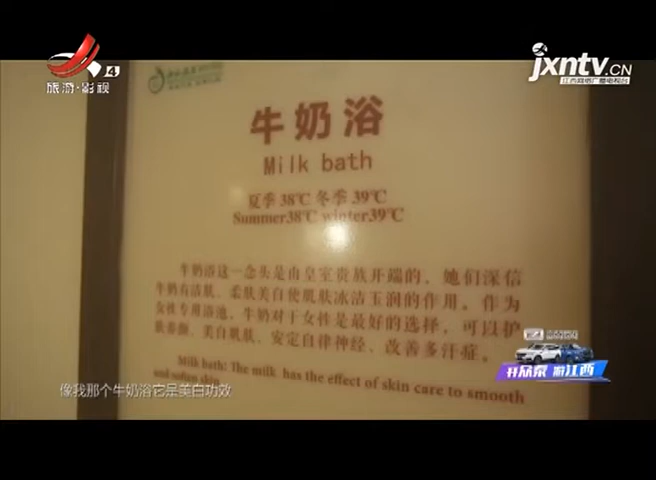 4
旅游·影视
jxntv.CN
江西网络广播电视台
牛奶浴
Milk bath
夏季38℃ 冬季39℃
Summer38℃ winter39℃
牛奶浴这一念头是由皇室贵族开端的、她们深信
牛奶有洁肌、柔肌美白使肌肤冰洁玉润的作用。作为
女性专用浴池，牛奶对于女性是最好的选择，可以护
肤养颜、美白肌肤、安定自律神经、改善多汗症。
Milk bath: The milk has the effect of skin care to smooth
and soften skin
开众泰 游江西
像我那个牛奶浴它是美白功效